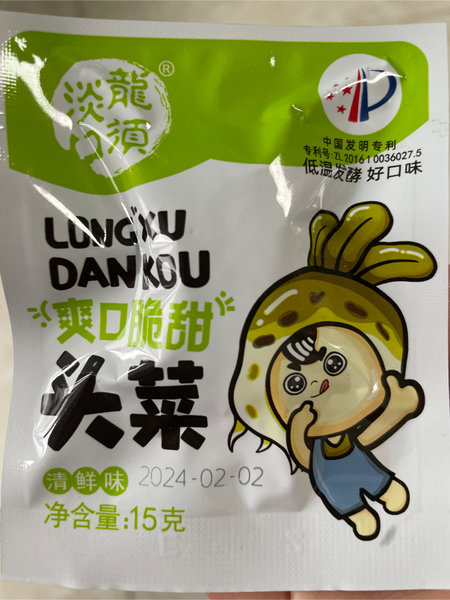 龍須淡口®
中国发明专利
专利号:ZL 2016 1 0036027.5
低温发酵 好口味
LONGXU
DANKOU
爽口脆甜
头菜
清鲜味 2024-02-02
净含量:15克